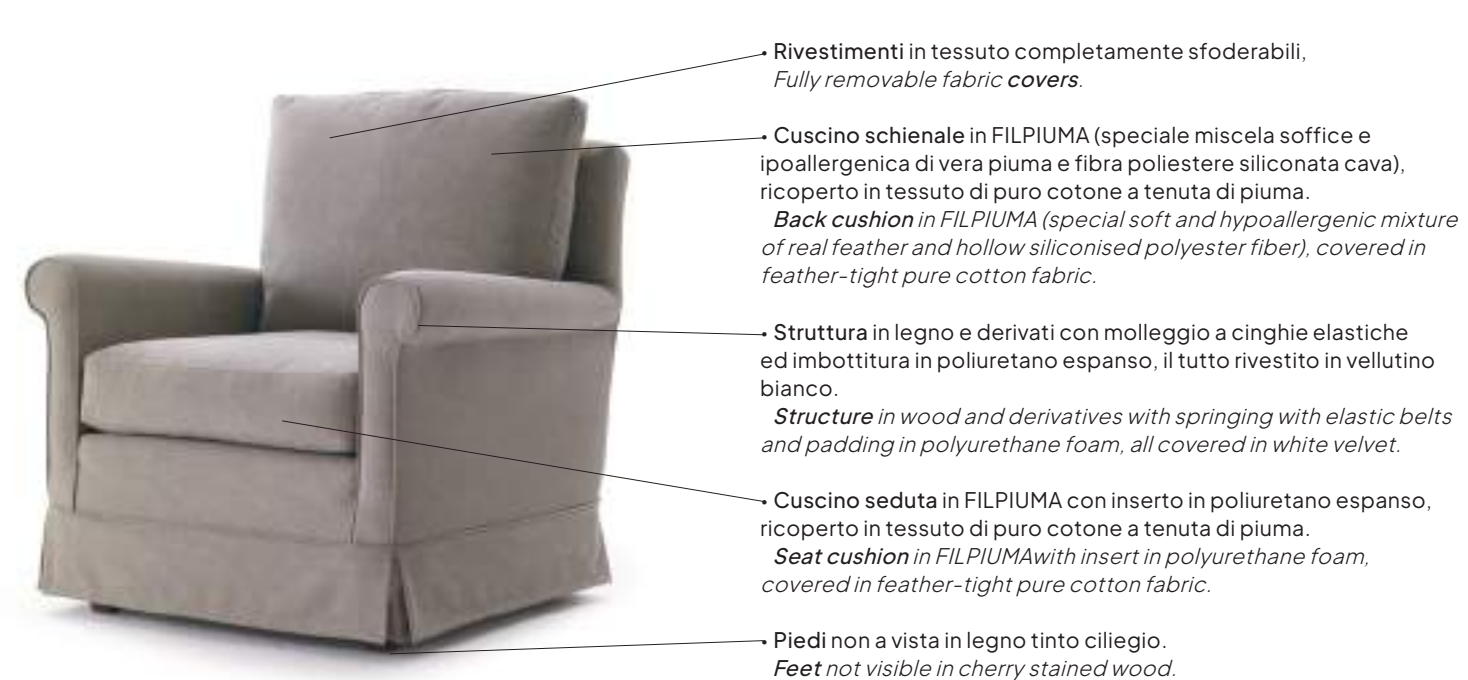 • Rivestimenti in tessuto completamente sfoderabili,
Fully removable fabric covers.
• Cuscino schienale in FILPIUMA (speciale miscela soffice e
ipoallergenica di vera piuma e fibra poliestere siliconata cava),
ricoperto in tessuto di puro cotone a tenuta di piuma.
Back cushion in FILPIUMA (special soft and hypoallergenic mixture
of real feather and hollow siliconised polyester fiber), covered in
feather-tight pure cotton fabric.
• Struttura in legno e derivati con molleggio a cinghie elastiche
ed imbottitura in poliuretano espanso, il tutto rivestito in vellutino
bianco.
Structure in wood and derivatives with springing with elastic belts
and padding in polyurethane foam, all covered in white velvet.
• Cuscino seduta in FILPIUMA con inserto in poliuretano espanso,
ricoperto in tessuto di puro cotone a tenuta di piuma.
Seat cushion in FILPIUMAwith insert in polyurethane foam,
covered in feather-tight pure cotton fabric.
• Piedi non a vista in legno tinto ciliegio.
Feet not visible in cherry stained wood.